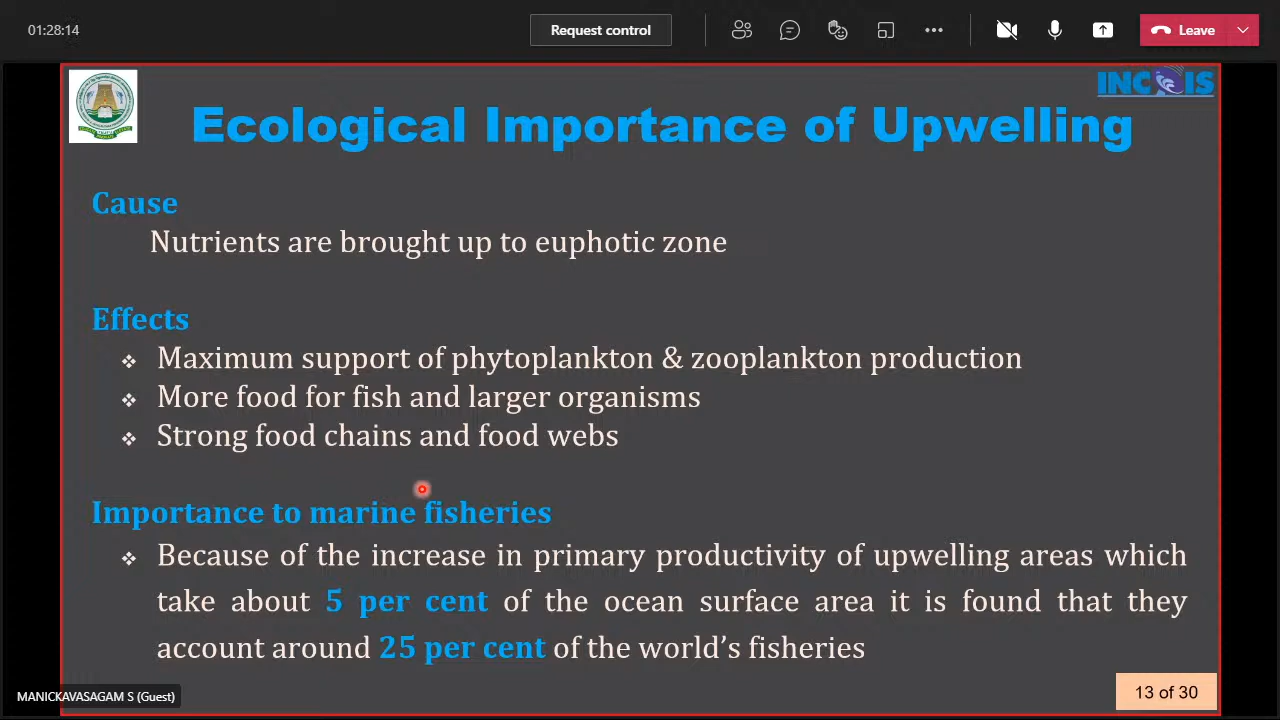 01:28:14
Request control
Leave
INCOIS
Ecological Importance of Upwelling
Cause
Nutrients are brought up to euphotic zone
Effects
❖ Maximum support of phytoplankton & zooplankton production
❖ More food for fish and larger organisms
❖ Strong food chains and food webs
Importance to marine fisheries
❖ Because of the increase in primary productivity of upwelling areas which
take about 5 per cent of the ocean surface area it is found that they
account around 25 per cent of the world's fisheries
MANICKAVASAGAM S (Guest)
13 of 30